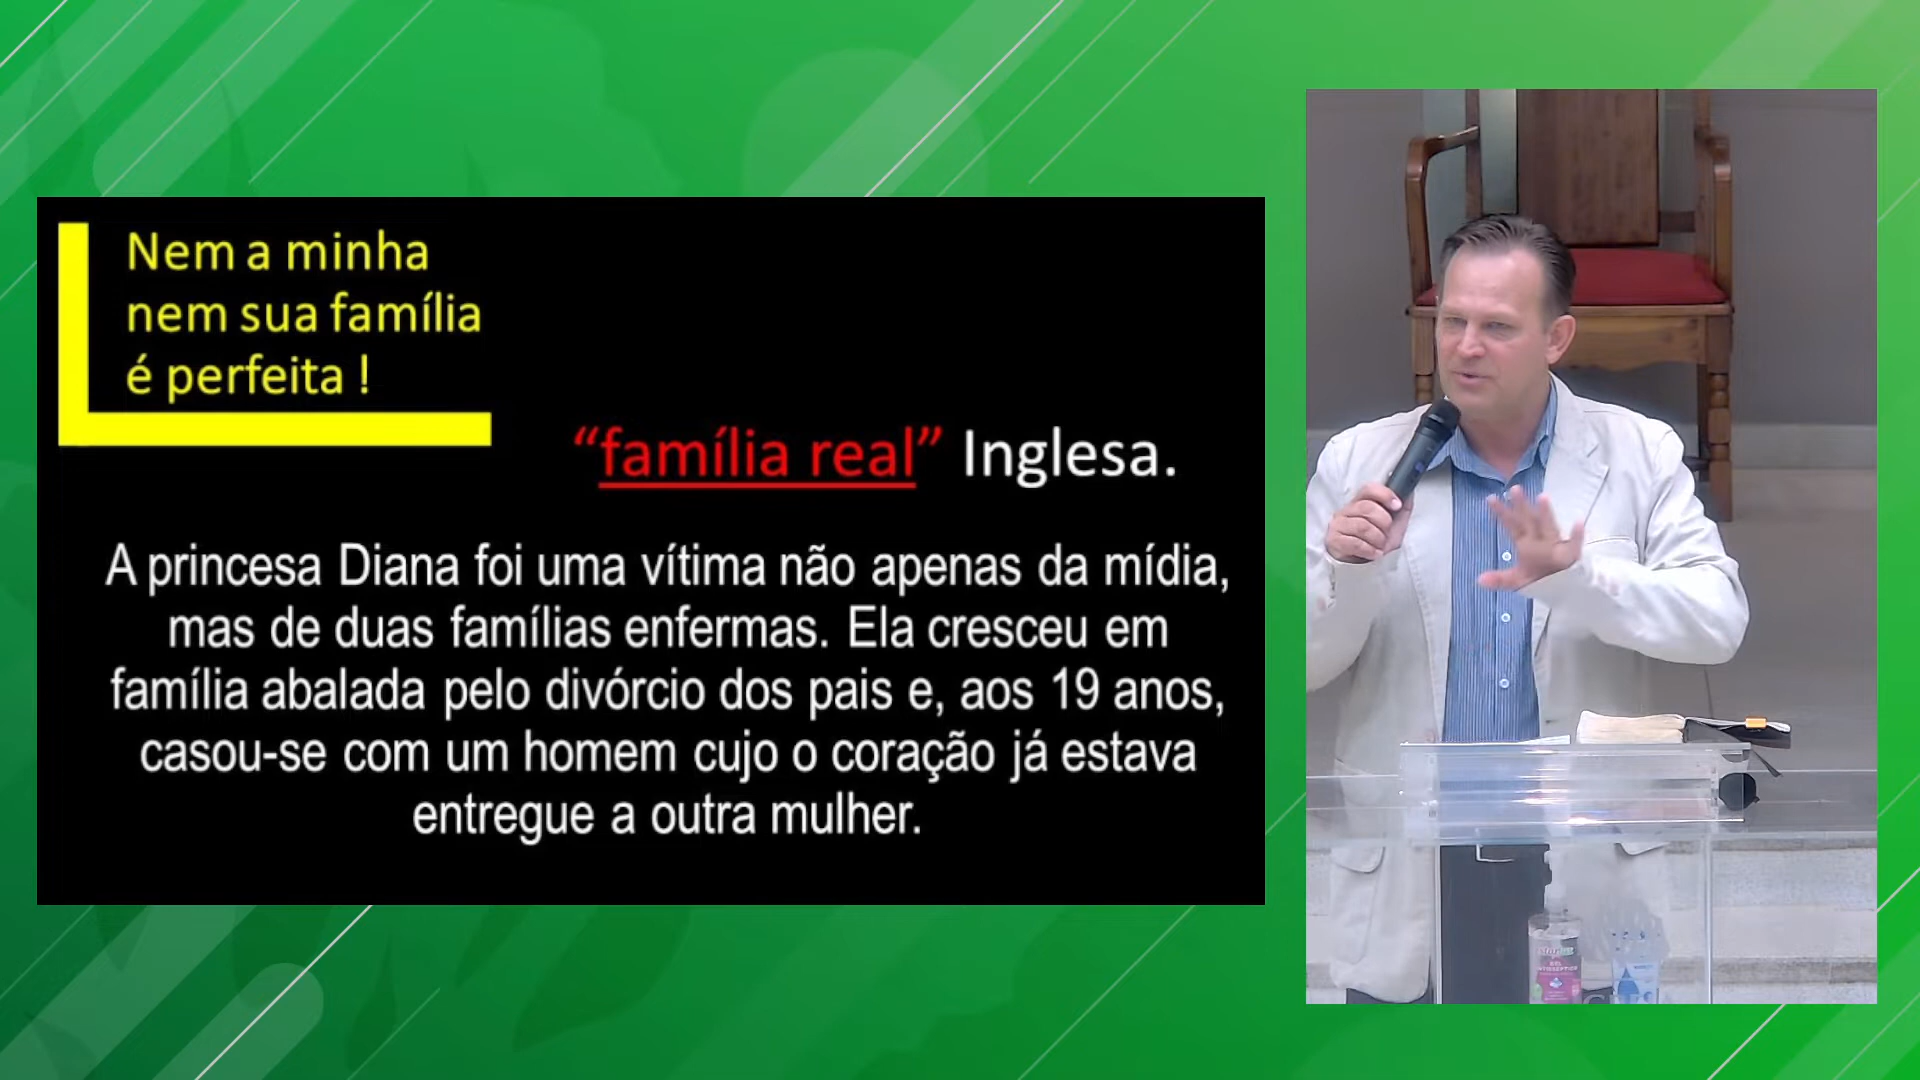 Nem a minha
nem sua família
é perfeita !
“família real” Inglesa.
A princesa Diana foi uma vítima não apenas da mídia,
mas de duas famílias enfermas. Ela cresceu em
família abalada pelo divórcio dos pais e, aos 19 anos,
casou-se com um homem cujo o coração já estava
entregue a outra mulher.